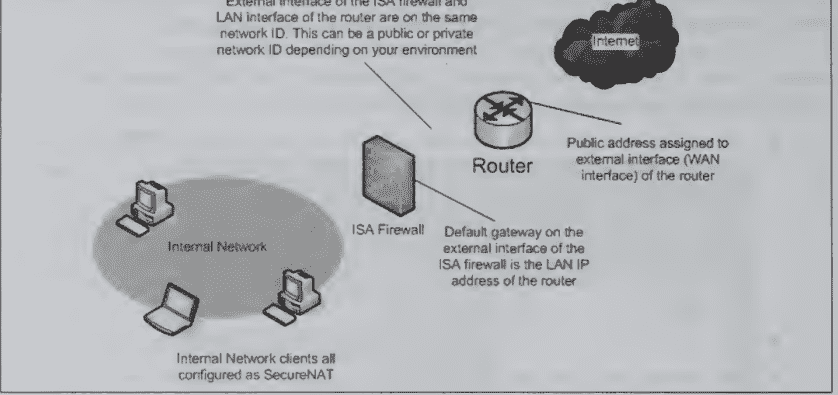 External interface of the ISA firewall and
LAN interface of the router are on the same
network ID. This can be a public or private
network ID depending on your environment
Internet
Public address assigned to
external interface (WAN
interface) of the router
Router
ISA Firewall
Default gateway on the
external interface of the
ISA firewall is the LAN IP
address of the router
Internal Network
Internal Network clients all
configured as SecureNAT